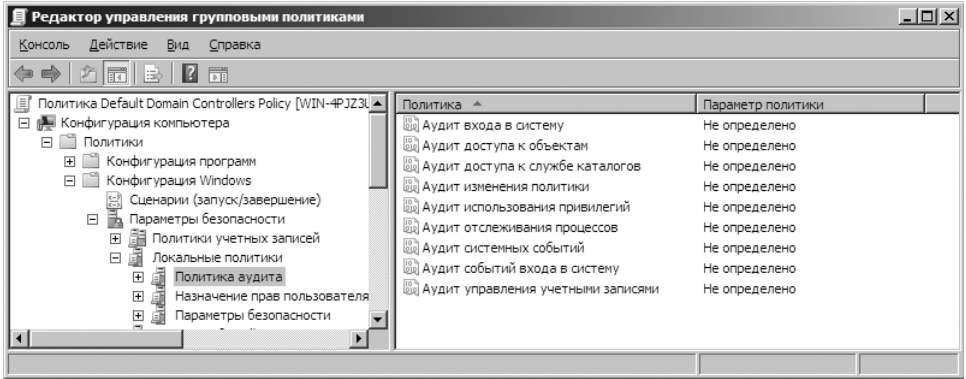 Редактор управления групповыми политиками
Консоль Действие Вид Справка
Политика Default Domain Controllers Policy [WIN-4PJZ3L
Конфигурация компьютера
Политики
Конфигурация программ
Конфигурация Windows
Сценарии (запуск/завершение)
Параметры безопасности
Политики учетных записей
Локальные политики
Политика аудита
Назначение прав пользователя
Параметры безопасности
Политика Параметр политики
Аудит входа в систему Не определено
Аудит доступа к объектам Не определено
Аудит доступа к службе каталогов Не определено
Аудит изменения политики Не определено
Аудит использования привилегий Не определено
Аудит отслеживания процессов Не определено
Аудит системных событий Не определено
Аудит событий входа в систему Не определено
Аудит управления учетными записями Не определено